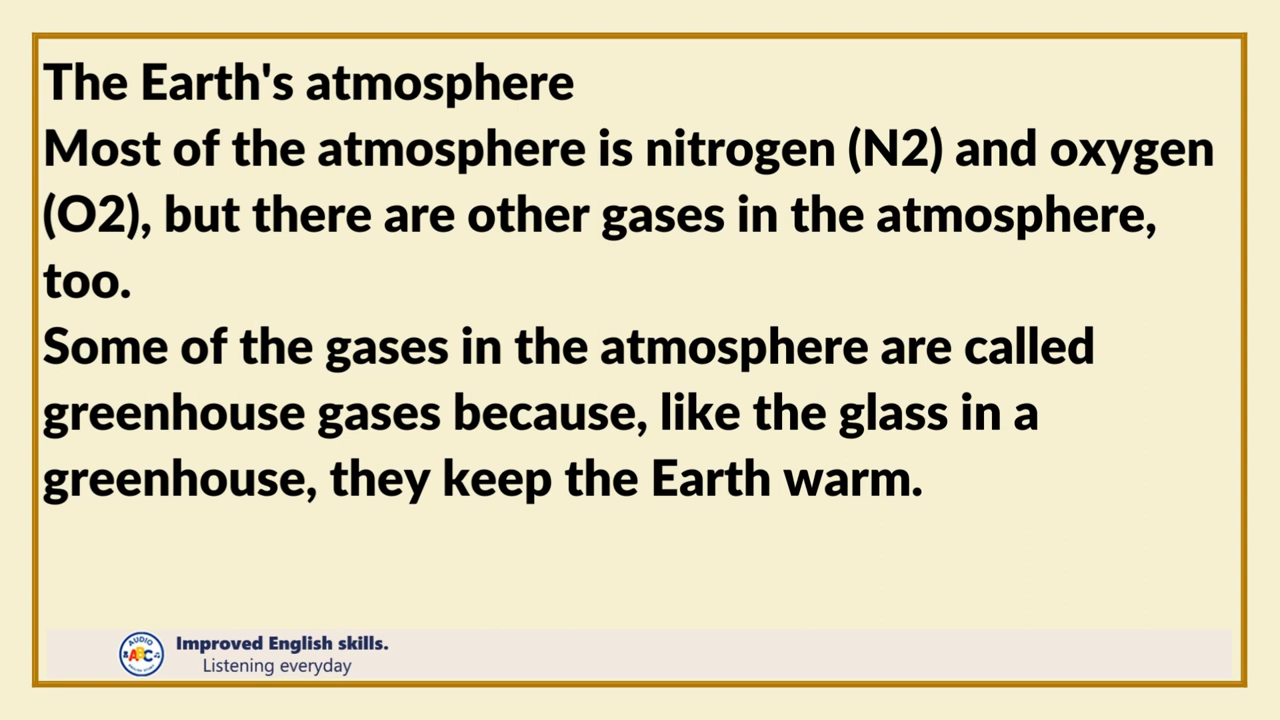 The Earth's atmosphere
Most of the atmosphere is nitrogen (N2) and oxygen
(O2), but there are other gases in the atmosphere,
too.
Some of the gases in the atmosphere are called
greenhouse gases because, like the glass in a
greenhouse, they keep the Earth warm.
AUDIO
ABC
Improved English skills.
Listening everyday